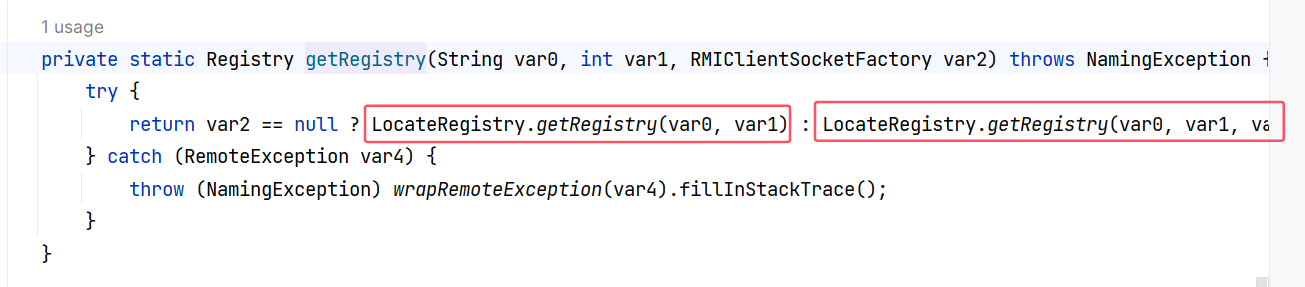 1 usage
private static Registry getRegistry(String var0, int var1, RMIClientSocketFactory var2) throws NamingException {
try {
return var2 == null ? LocateRegistry.getRegistry(var0, var1) : LocateRegistry.getRegistry(var0, var1, va
} catch (RemoteException var4) {
throw (NamingException) wrapRemoteException(var4).fillInStackTrace();
}
}